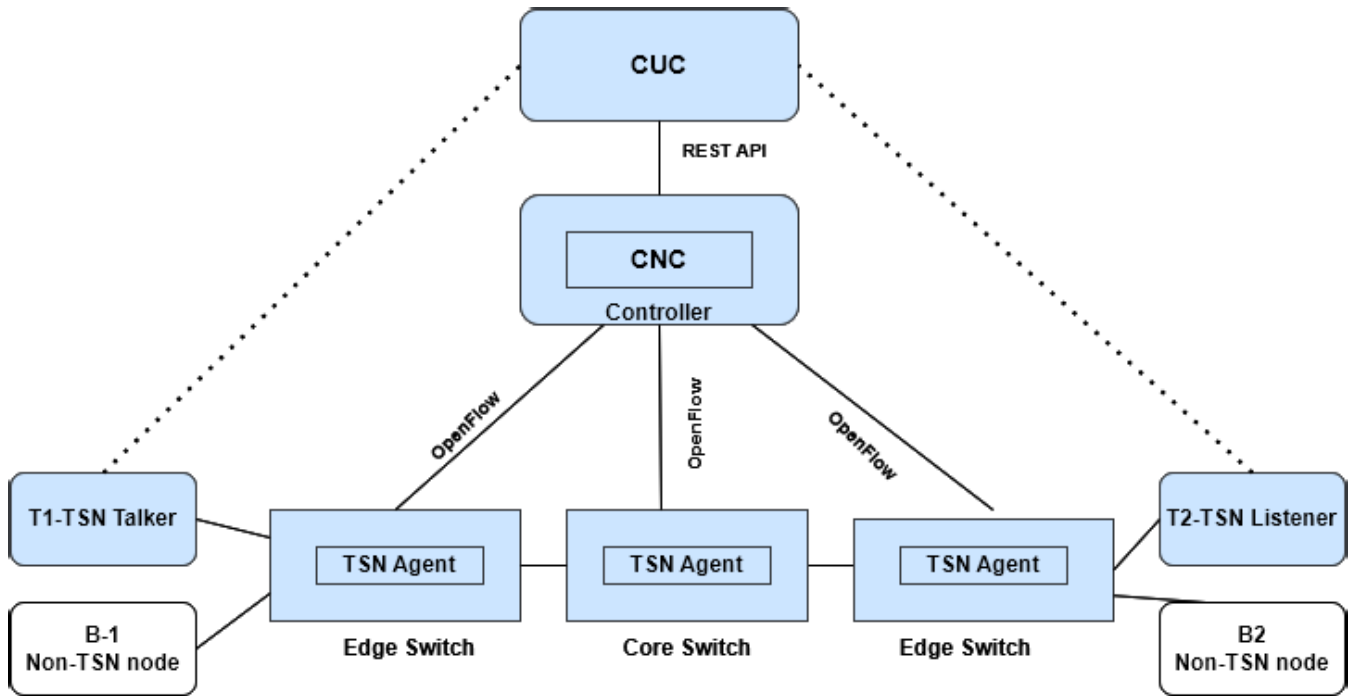 CUC
REST API
CNC
Controller
OpenFlow
OpenFlow
OpenFlow
T1-TSN Talker
T2-TSN Listener
TSN Agent
TSN Agent
TSN Agent
B-1
Non-TSN node
Edge Switch
Core Switch
Edge Switch
B2
Non-TSN node